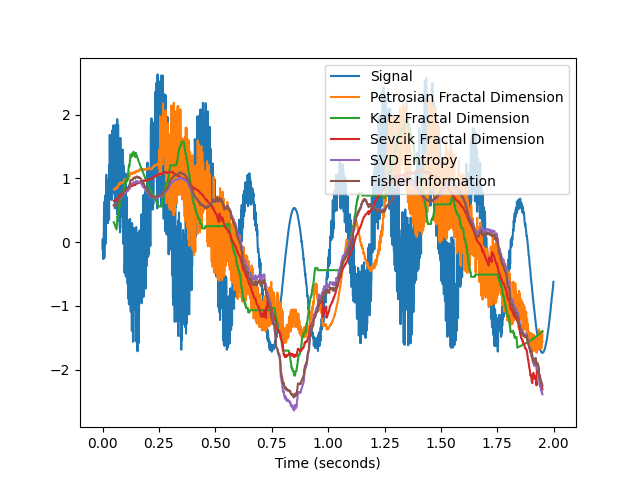 Signal
Petrosian Fractal Dimension
Katz Fractal Dimension
Sevcik Fractal Dimension
SVD Entropy
Fisher Information
2
1
0
−1
−2
0.00 0.25 0.50 0.75 1.00 1.25 1.50 1.75 2.00
Time (seconds)